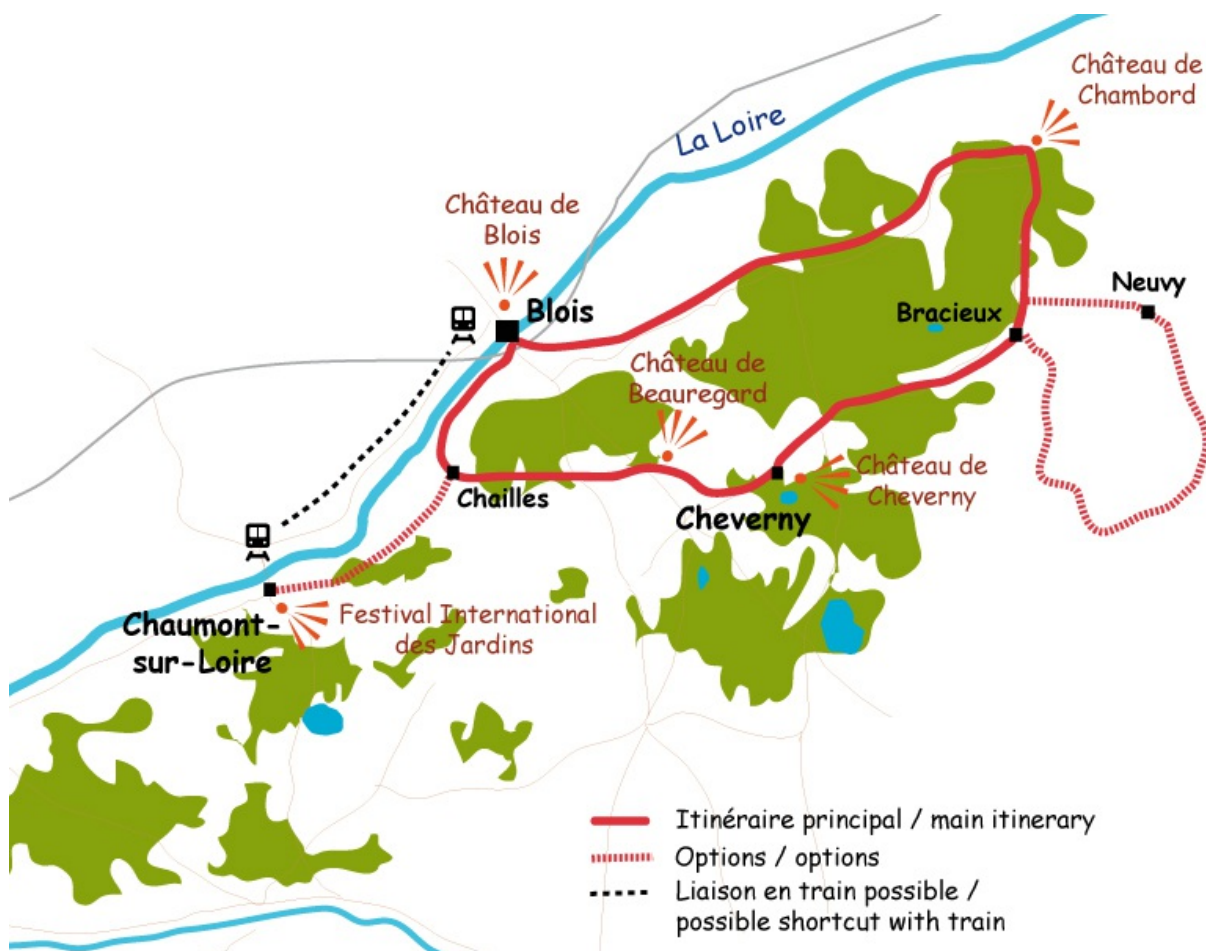 Château de
Chambord
La Loire
Château de
Blois
Blois
Neuvy
Bracieux
Château de
Beauregard
Château de
Cheverny
Chailles
Cheverny
Chaumont-
sur-Loire
Festival International
des Jardins
Itinéraire principal / main itinerary
Options / options
Liaison en train possible /
possible shortcut with train